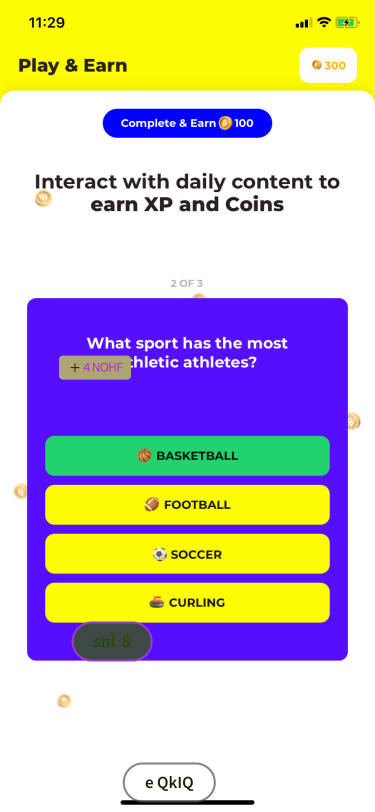 11:29
Play & Earn
300
Complete & Earn 100
Interact with daily content to
earn XP and Coins
2 OF 3
What sport has the most
thletic athletes?
+ 4 NOHF
BASKETBALL
FOOTBALL
SOCCER
CURLING
snl 8
e QkIQ